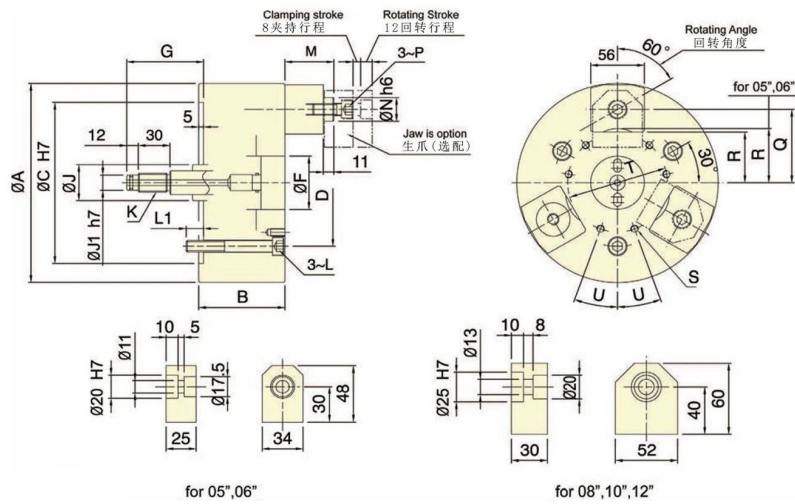 Clamping stroke
8夹持行程
Rotating Stroke
12回转行程
G
M
3~P
ØN h6
5
12
30
Jaw is option
生爪(选配)
11
ØA
ØC H7
ØJ
ØJ1 h7
K
L1
ØF
D
3~L
B
Rotating Angle
回转角度
60°
56
for 05",06"
30°
T
R
R
Q
S
U
U
10
5
Ø11
Ø20 H7
Ø17.5
25
34
30
48
for 05",06"
10
8
Ø13
Ø25 H7
Ø20
30
52
40
60
for 08",10",12"